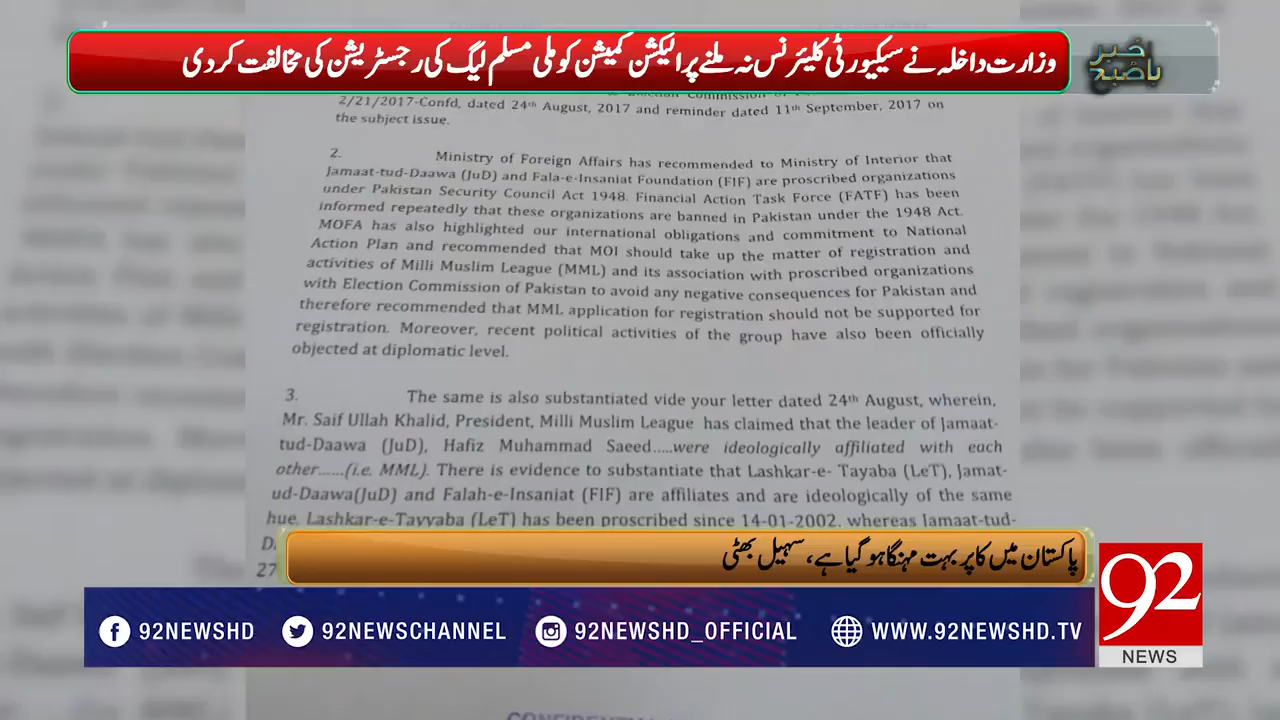 وزارت داخلہ نے سیکیورٹی کلیئرنس نہ ملنے پر الیکشن کمیشن کو ملی مسلم لیگ کی رجسٹریشن کی مخالفت کر دی
باخبر صبح
2/21/2017-Confd, dated 24th August, 2017 and reminder dated 11th September, 2017 on
the subject issue.
2. Ministry of Foreign Affairs has recommended to Ministry of Interior that
Jamaat-tud-Daawa (JuD) and Fala-e-Insaniat Foundation (FIF) are proscribed organizations
under Pakistan Security Council Act 1948. Financial Action Task Force (FATF) has been
informed repeatedly that these organizations are banned in Pakistan under the 1948 Act.
MOFA has also highlighted our international obligations and commitment to National
Action Plan and recommended that MOI should take up the matter of registration and
activities of Milli Muslim League (MML) and its association with proscribed organizations
with Election Commission of Pakistan to avoid any negative consequences for Pakistan and
therefore recommended that MML application for registration should not be supported for
registration. Moreover, recent political activities of the group have also been officially
objected at diplomatic level.
3. The same is also substantiated vide your letter dated 24th August, wherein,
Mr. Saif Ullah Khalid, President, Milli Muslim League has claimed that the leader of Jamaat-
tud-Daawa (JuD), Hafiz Muhammad Saeed.....were ideologically affiliated with each
other......(i.e. MML). There is evidence to substantiate that Lashkar-e- Tayaba (LeT), Jamat-
ud-Daawa(JuD) and Falah-e-Insaniat (FIF) are affiliates and are ideologically of the same
hue. Lashkar-e-Tayyaba (LeT) has been proscribed since 14-01-2002, whereas Jamaat-tud-
27
پاکستان میں کاپر بہت مہنگا ہو گیا ہے، سہیل بھٹی
92
NEWS
92NEWSHD 92NEWSCHANNEL 92NEWSHD_OFFICIAL WWW.92NEWSHD.TV